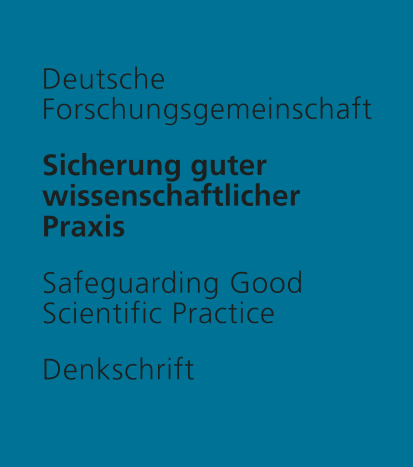 Deutsche
Forschungsgemeinschaft
Sicherung guter
wissenschaftlicher
Praxis
Safeguarding Good
Scientific Practice
Denkschrift